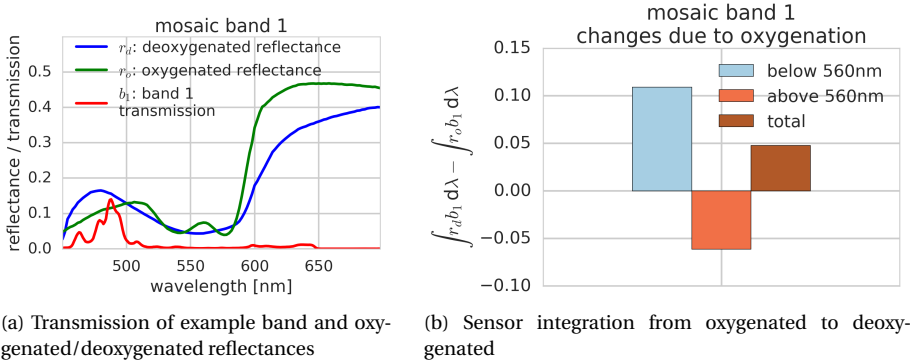 mosaic band 1
reflectance / transmission
r_d: deoxygenated reflectance
r_o: oxygenated reflectance
b_1: band 1
transmission
0.5
0.4
0.3
0.2
0.1
0.0
500 550 600 650
wavelength [nm]
(a) Transmission of example band and oxy-
genated/deoxygenated reflectances
mosaic band 1
changes due to oxygenation
∫r_d b_1 dλ − ∫r_o b_1 dλ
0.15
0.10
0.05
0.00
−0.05
−0.10
below 560nm
above 560nm
total
(b) Sensor integration from oxygenated to deoxy-
genated